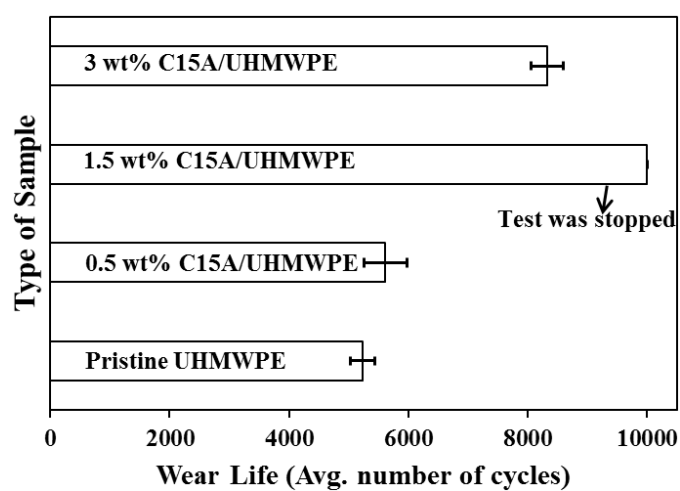 Type of Sample
3 wt% C15A/UHMWPE
1.5 wt% C15A/UHMWPE
Test was stopped
0.5 wt% C15A/UHMWPE
Pristine UHMWPE
0 2000 4000 6000 8000 10000
Wear Life (Avg. number of cycles)